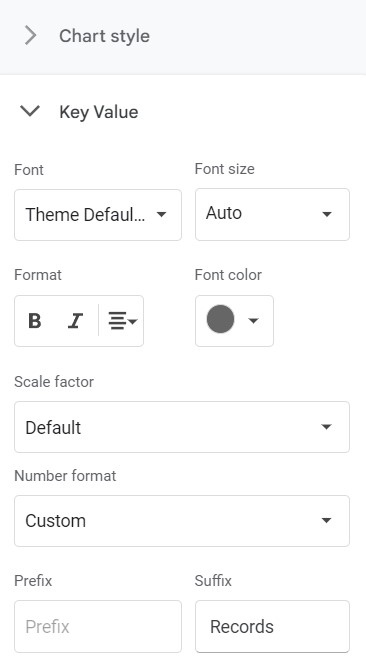 Chart style
Key Value
Font
Font size
Theme Defaul...
Auto
Format
Font color
B I
Scale factor
Default
Number format
Custom
Prefix
Suffix
Prefix
Records